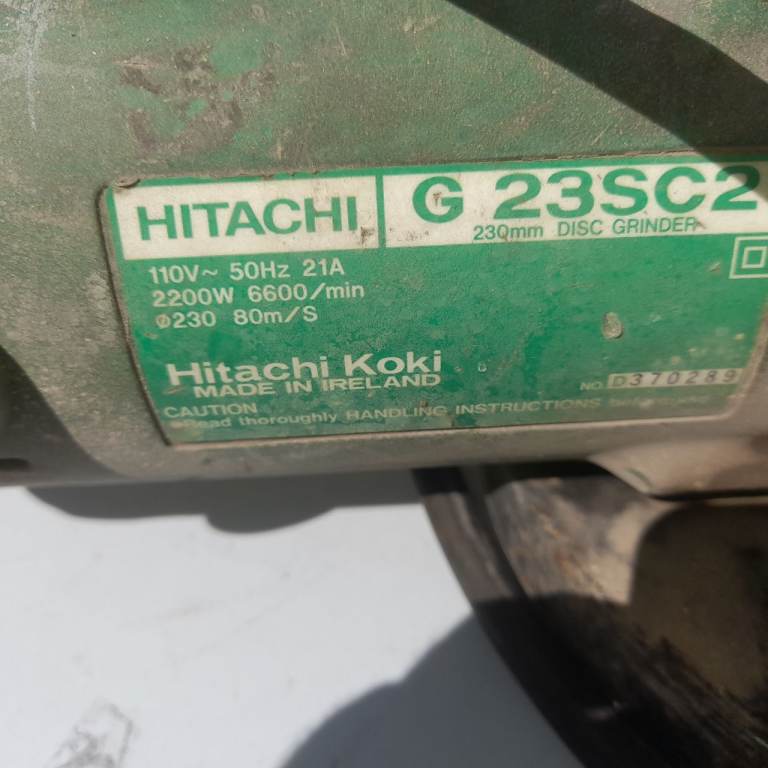 HITACHI
G 23SC2
230mm DISC GRINDER
110V~ 50Hz 21A
2200W 6600/min
⌀230 80m/S
Hitachi Koki
MADE IN IRELAND
NO. D370289
CAUTION
●Read thoroughly HANDLING INSTRUCTIONS